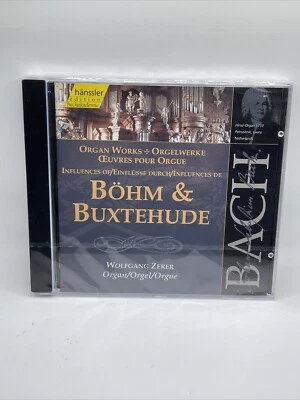 hänssler
edition
ORGAN WORKS ÷ ORGELWERKE
ŒUVRES POUR ORGUE
INFLUENCES OF/EINFLÜSSE DURCH/INFLUENCES DE
BÖHM &
BUXTEHUDE
WOLFGANG ZERER
Organ/Orgel/Orgue
BACH